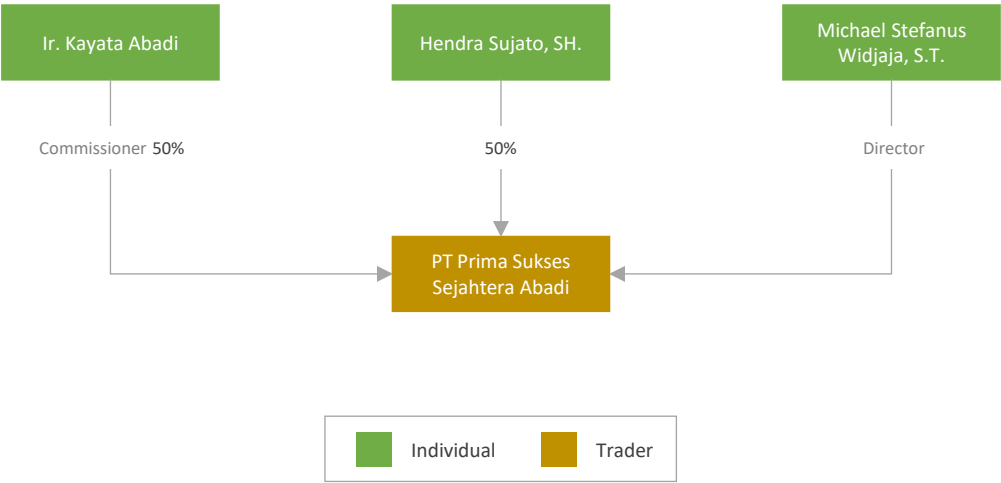 Ir. Kayata Abadi
Hendra Sujato, SH.
Michael Stefanus
Widjaja, S.T.
Commissioner 50%
50%
Director
PT Prima Sukses
Sejahtera Abadi
Individual
Trader